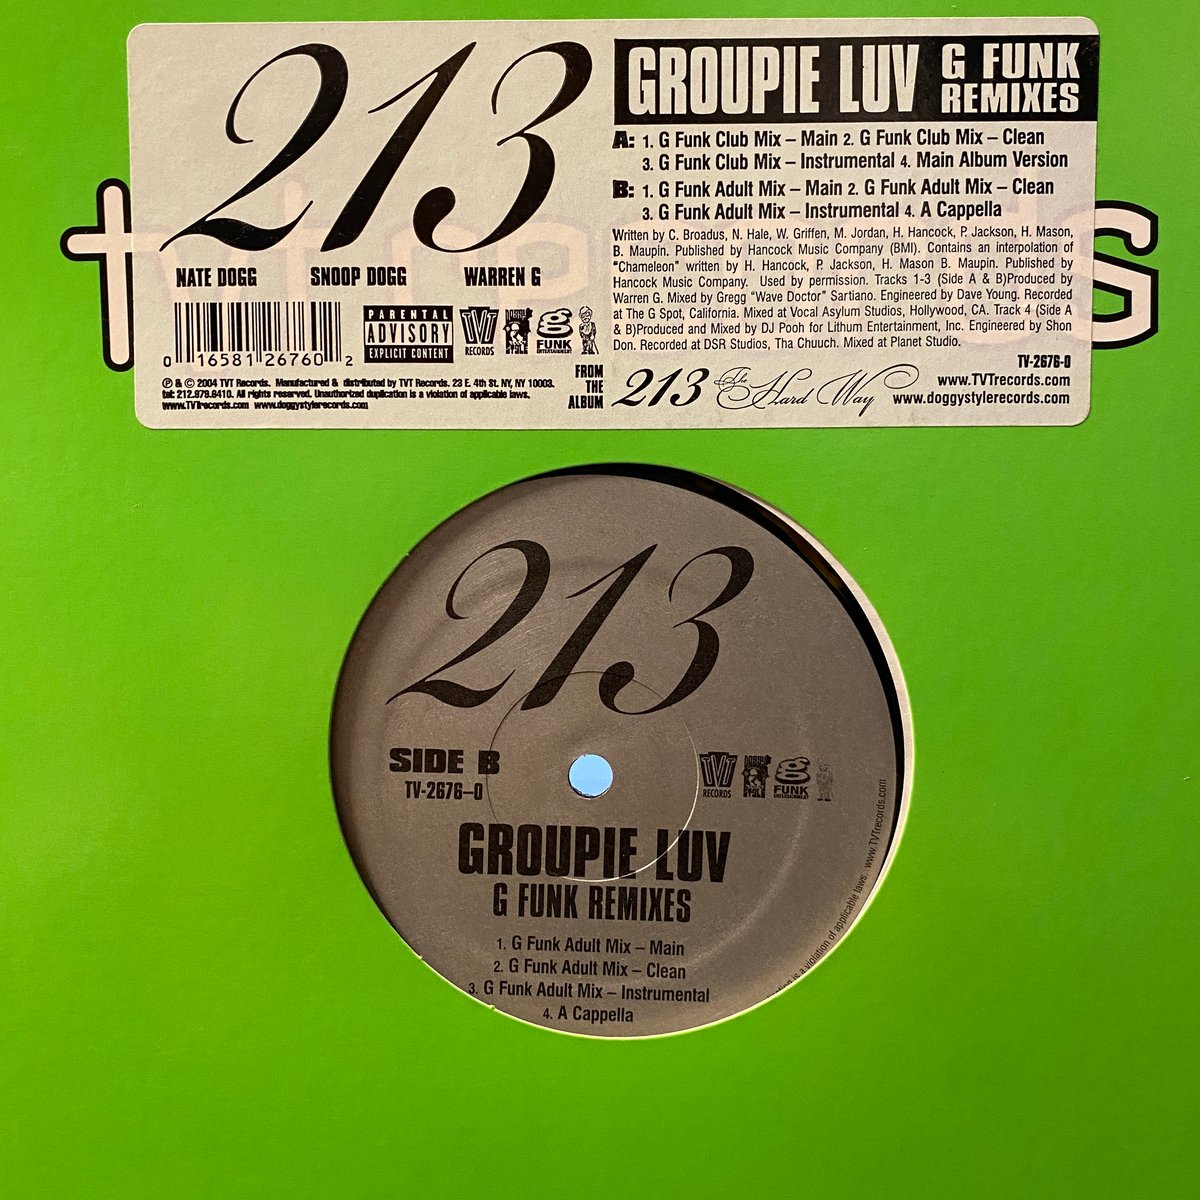 213
NATE DOGG SNOOP DOGG WARREN G
0 16581 26760 2
PARENTAL
ADVISORY
EXPLICIT CONTENT
TVT
RECORDS
G FUNK
ENTERTAINMENT
℗ & © 2004 TVT Records. Manufactured & distributed by TVT Records. 23 E. 4th St. NY, NY 10003.
tel: 212.979.6410. All rights reserved. Unauthorized duplication is a violation of applicable laws.
www.TVTrecords.com www.doggystylerecords.com
GROUPIE LUV G FUNK
REMIXES
A: 1. G Funk Club Mix – Main 2. G Funk Club Mix – Clean
3. G Funk Club Mix – Instrumental 4. Main Album Version
B: 1. G Funk Adult Mix – Main 2. G Funk Adult Mix – Clean
3. G Funk Adult Mix – Instrumental 4. A Cappella
Written by C. Broadus, N. Hale, W. Griffen, M. Jordan, H. Hancock, P. Jackson, H. Mason,
B. Maupin. Published by Hancock Music Company (BMI). Contains an interpolation of
"Chameleon" written by H. Hancock, P. Jackson, H. Mason B. Maupin. Published by
Hancock Music Company. Used by permission. Tracks 1-3 (Side A & B)Produced by
Warren G. Mixed by Gregg "Wave Doctor" Sartiano. Engineered by Dave Young. Recorded
at The G Spot, California. Mixed at Vocal Asylum Studios, Hollywood, CA. Track 4 (Side A
& B)Produced and Mixed by DJ Pooh for Lithum Entertainment, Inc. Engineered by Shon
Don. Recorded at DSR Studios, Tha Chuuch. Mixed at Planet Studio.
TV-2676-0
FROM
THE
ALBUM
213 The Hard Way
www.TVTrecords.com
www.doggystylerecords.com
tvt records
213
SIDE B
TV-2676–0
TVT
RECORDS
G FUNK
ENTERTAINMENT
GROUPIE LUV
G FUNK REMIXES
1. G Funk Adult Mix – Main
2. G Funk Adult Mix – Clean
3. G Funk Adult Mix – Instrumental
4. A Cappella
is a violation of applicable laws. www.TVTrecords.com